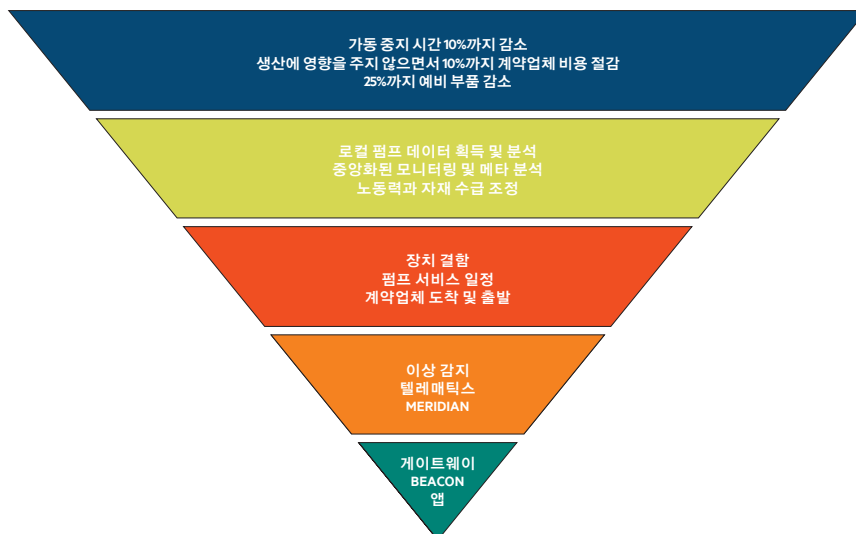 가동 중지 시간 10%까지 감소
생산에 영향을 주지 않으면서 10%까지 계약업체 비용 절감
25%까지 예비 부품 감소
로컬 펌프 데이터 획득 및 분석
중앙화된 모니터링 및 메타 분석
노동력과 자재 수급 조정
장치 결함
펌프 서비스 일정
계약업체 도착 및 출발
이상 감지
텔레매틱스
MERIDIAN
게이트웨이
BEACON
앱